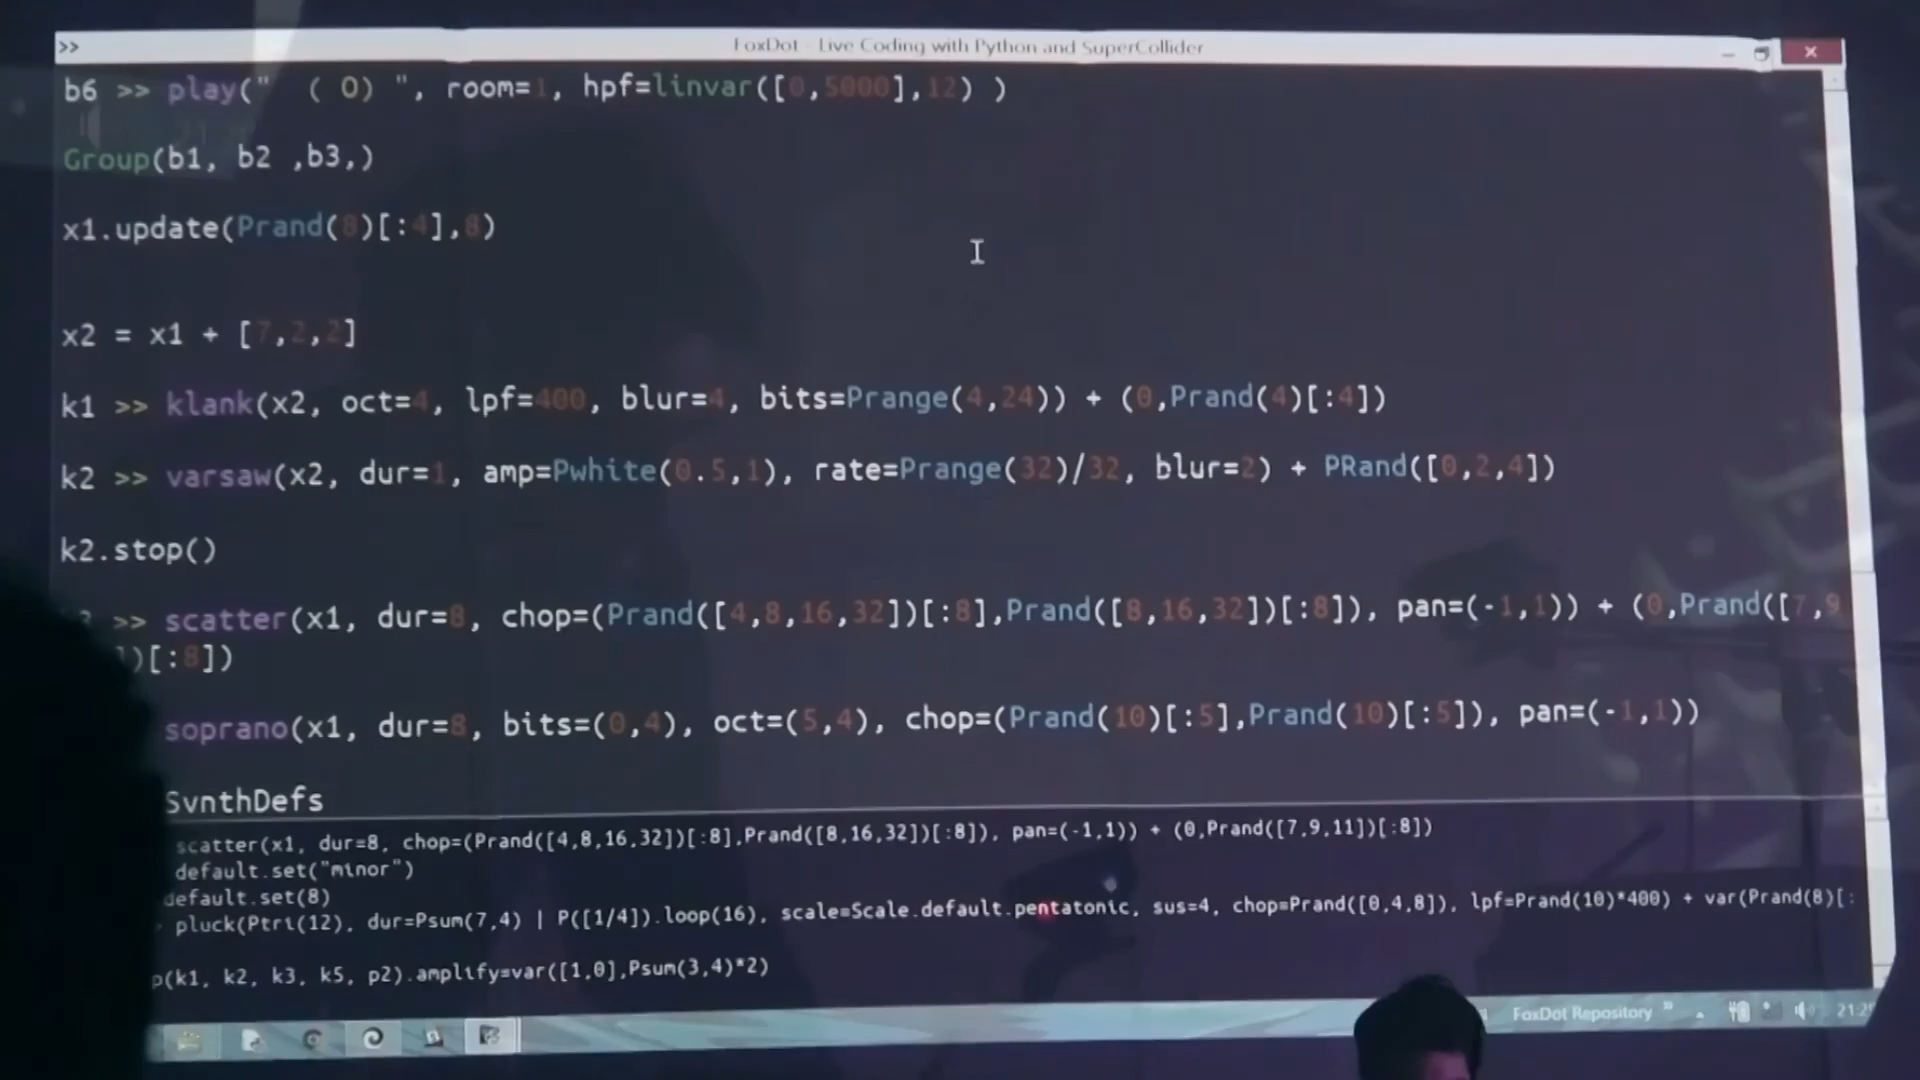 >> FoxDot - Live Coding with Python and SuperCollider
b6 >> play("  ( O) ", room=1, hpf=linvar([0,5000],12) )
Group(b1, b2 ,b3,)
x1.update(Prand(8)[:4],8)
x2 = x1 + [7,2,2]
k1 >> klank(x2, oct=4, lpf=400, blur=4, bits=Prange(4,24)) + (0,Prand(4)[:4])
k2 >> varsaw(x2, dur=1, amp=Pwhite(0.5,1), rate=Prange(32)/32, blur=2) + PRand([0,2,4])
k2.stop()
>> scatter(x1, dur=8, chop=(Prand([4,8,16,32])[:8],Prand([8,16,32])[:8]), pan=(-1,1)) + (0,Prand([7,9
)[:8])
soprano(x1, dur=8, bits=(0,4), oct=(5,4), chop=(Prand(10)[:5],Prand(10)[:5]), pan=(-1,1))
SynthDefs
scatter(x1, dur=8, chop=(Prand([4,8,16,32])[:8],Prand([8,16,32])[:8]), pan=(-1,1)) + (0,Prand([7,9,11])[:8])
default.set("minor")
default.set(8)
pluck(Ptri(12), dur=Psum(7,4) | P([1/4]).loop(16), scale=Scale.default.pentatonic, sus=4, chop=Prand([0,4,8]), lpf=Prand(10)*400) + var(Prand(8)[:
p(k1, k2, k3, k5, p2).amplify=var([1,0],Psum(3,4)*2)
FoxDot Repository